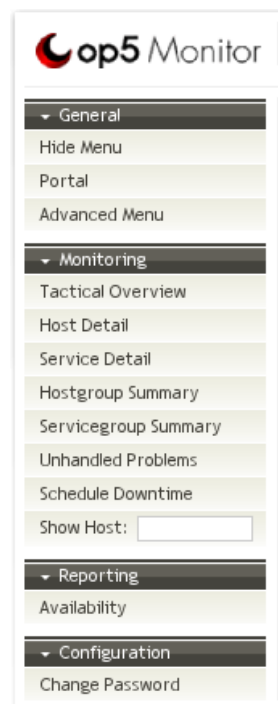 op5 Monitor
General
Hide Menu
Portal
Advanced Menu
Monitoring
Tactical Overview
Host Detail
Service Detail
Hostgroup Summary
Servicegroup Summary
Unhandled Problems
Schedule Downtime
Show Host:
Reporting
Availability
Configuration
Change Password